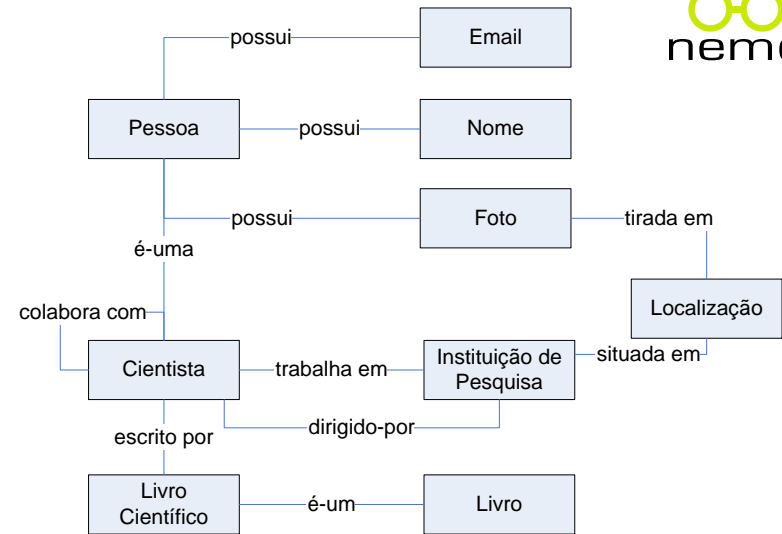 possui
Email
Pessoa
possui
Nome
possui
Foto
tirada em
é-uma
colabora com
Localização
Cientista
trabalha em
Instituição de
Pesquisa
situada em
dirigido-por
escrito por
Livro
Científico
é-um
Livro